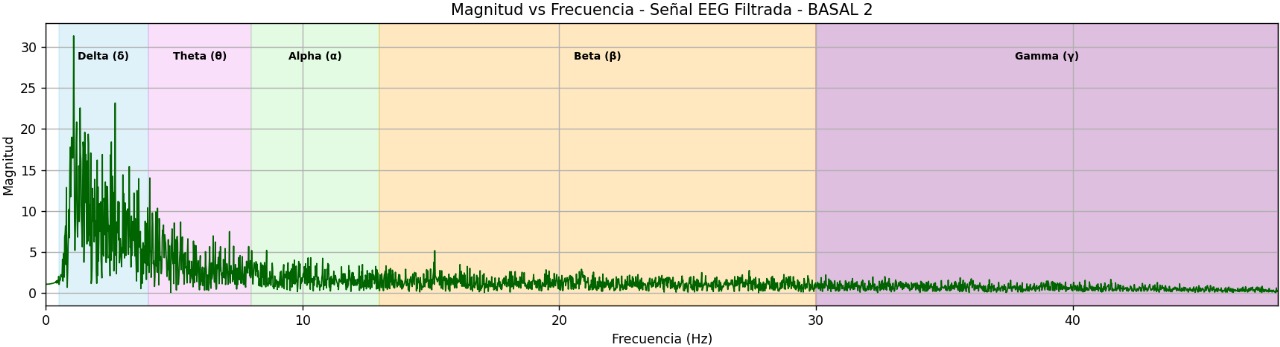 Magnitud vs Frecuencia - Señal EEG Filtrada - BASAL 2
Delta (δ) Theta (θ) Alpha (α) Beta (β) Gamma (γ)
30
25
20
15
10
5
0
Magnitud
0 10 20 30 40
Frecuencia (Hz)